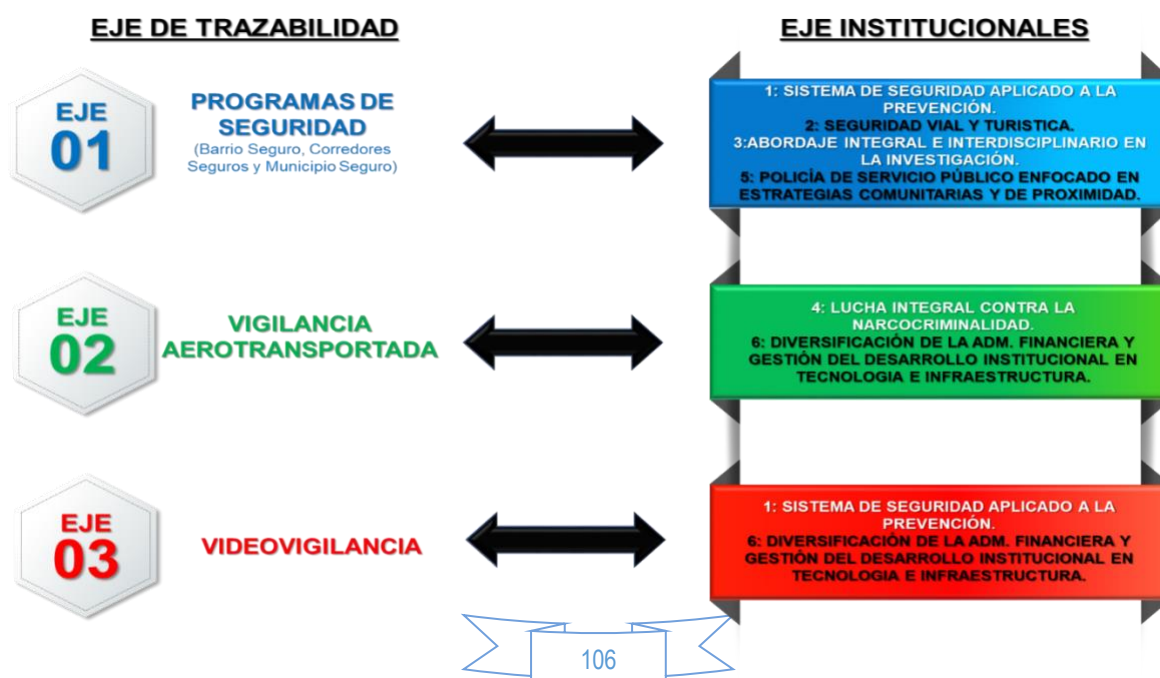 EJE DE TRAZABILIDAD
EJE INSTITUCIONALES
EJE
01
PROGRAMAS DE
SEGURIDAD
(Barrio Seguro, Corredores
Seguros y Municipio Seguro)
1: SISTEMA DE SEGURIDAD APLICADO A LA
PREVENCIÓN.
2: SEGURIDAD VIAL Y TURISTICA.
3:ABORDAJE INTEGRAL E INTERDISCIPLINARIO EN
LA INVESTIGACIÓN.
5: POLICÍA DE SERVICIO PÚBLICO ENFOCADO EN
ESTRATEGIAS COMUNITARIAS Y DE PROXIMIDAD.
EJE
02
VIGILANCIA
AEROTRANSPORTADA
4: LUCHA INTEGRAL CONTRA LA
NARCOCRIMINALIDAD.
6: DIVERSIFICACIÓN DE LA ADM. FINANCIERA Y
GESTIÓN DEL DESARROLLO INSTITUCIONAL EN
TECNOLOGIA E INFRAESTRUCTURA.
EJE
03
VIDEOVIGILANCIA
1: SISTEMA DE SEGURIDAD APLICADO A LA
PREVENCIÓN.
6: DIVERSIFICACIÓN DE LA ADM. FINANCIERA Y
GESTIÓN DEL DESARROLLO INSTITUCIONAL EN
TECNOLOGIA E INFRAESTRUCTURA.
106